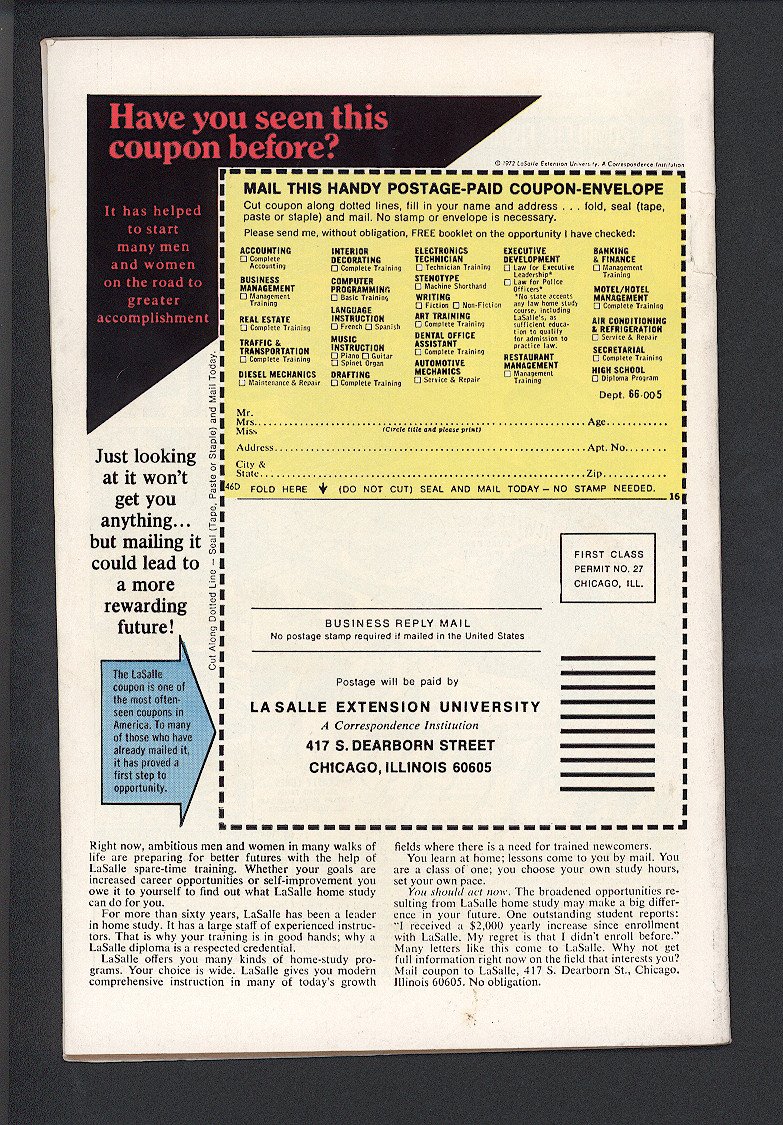 Have you seen this
coupon before?
© 1972 LaSalle Extension University. A Correspondence Institution
It has helped
to start
many men
and women
on the road to
greater
accomplishment
MAIL THIS HANDY POSTAGE-PAID COUPON-ENVELOPE
Cut coupon along dotted lines, fill in your name and address . . . fold, seal (tape,
paste or staple) and mail. No stamp or envelope is necessary.
Please send me, without obligation, FREE booklet on the opportunity I have checked:
ACCOUNTING
☐ Complete
Accounting
BUSINESS
MANAGEMENT
☐ Management
Training
REAL ESTATE
☐ Complete Training
TRAFFIC &
TRANSPORTATION
☐ Complete Training
DIESEL MECHANICS
☐ Maintenance & Repair
INTERIOR
DECORATING
☐ Complete Training
COMPUTER
PROGRAMMING
☐ Basic Training
LANGUAGE
INSTRUCTION
☐ French ☐ Spanish
MUSIC
INSTRUCTION
☐ Piano ☐ Guitar
☐ Spinet Organ
DRAFTING
☐ Complete Training
ELECTRONICS
TECHNICIAN
☐ Technician Training
STENOTYPE
☐ Machine Shorthand
WRITING
☐ Fiction ☐ Non-Fiction
ART TRAINING
☐ Complete Training
DENTAL OFFICE
ASSISTANT
☐ Complete Training
AUTOMOTIVE
MECHANICS
☐ Service & Repair
EXECUTIVE
DEVELOPMENT
☐ Law for Executive
Leadership*
☐ Law for Police
Officers*
*No state accepts
any law home study
course, including
LaSalle's, as
sufficient educa-
tion to qualify
for admission to
practice law.
RESTAURANT
MANAGEMENT
☐ Management
Training
BANKING
& FINANCE
☐ Management
Training
MOTEL/HOTEL
MANAGEMENT
☐ Complete Training
AIR CONDITIONING
& REFRIGERATION
☐ Service & Repair
SECRETARIAL
☐ Complete Training
HIGH SCHOOL
☐ Diploma Program
Dept. 66-005
Mr.
Mrs. Age
Miss (Circle title and please print)
Address Apt. No.
City &
State Zip
46D FOLD HERE ↓ (DO NOT CUT) SEAL AND MAIL TODAY – NO STAMP NEEDED.
16
Cut Along Dotted Line – Seal (Tape, Paste or Staple) and Mail Today.
Just looking
at it won't
get you
anything...
but mailing it
could lead to
a more
rewarding
future!
The LaSalle
coupon is one of
the most often-
seen coupons in
America. To many
of those who have
already mailed it,
it has proved a
first step to
opportunity.
FIRST CLASS
PERMIT NO. 27
CHICAGO, ILL.
BUSINESS REPLY MAIL
No postage stamp required if mailed in the United States
Postage will be paid by
LA SALLE EXTENSION UNIVERSITY
A Correspondence Institution
417 S. DEARBORN STREET
CHICAGO, ILLINOIS 60605
Right now, ambitious men and women in many walks of
life are preparing for better futures with the help of
LaSalle spare-time training. Whether your goals are
increased career opportunities or self-improvement you
owe it to yourself to find out what LaSalle home study
can do for you.
For more than sixty years, LaSalle has been a leader
in home study. It has a large staff of experienced instruc-
tors. That is why your training is in good hands; why a
LaSalle diploma is a respected credential.
LaSalle offers you many kinds of home-study pro-
grams. Your choice is wide. LaSalle gives you modern
comprehensive instruction in many of today's growth
fields where there is a need for trained newcomers.
You learn at home; lessons come to you by mail. You
are a class of one; you choose your own study hours,
set your own pace.
You should act now. The broadened opportunities re-
sulting from LaSalle home study may make a big differ-
ence in your future. One outstanding student reports:
"I received a $2,000 yearly increase since enrollment
with LaSalle. My regret is that I didn't enroll before."
Many letters like this come to LaSalle. Why not get
full information right now on the field that interests you?
Mail coupon to LaSalle, 417 S. Dearborn St., Chicago,
Illinois 60605. No obligation.